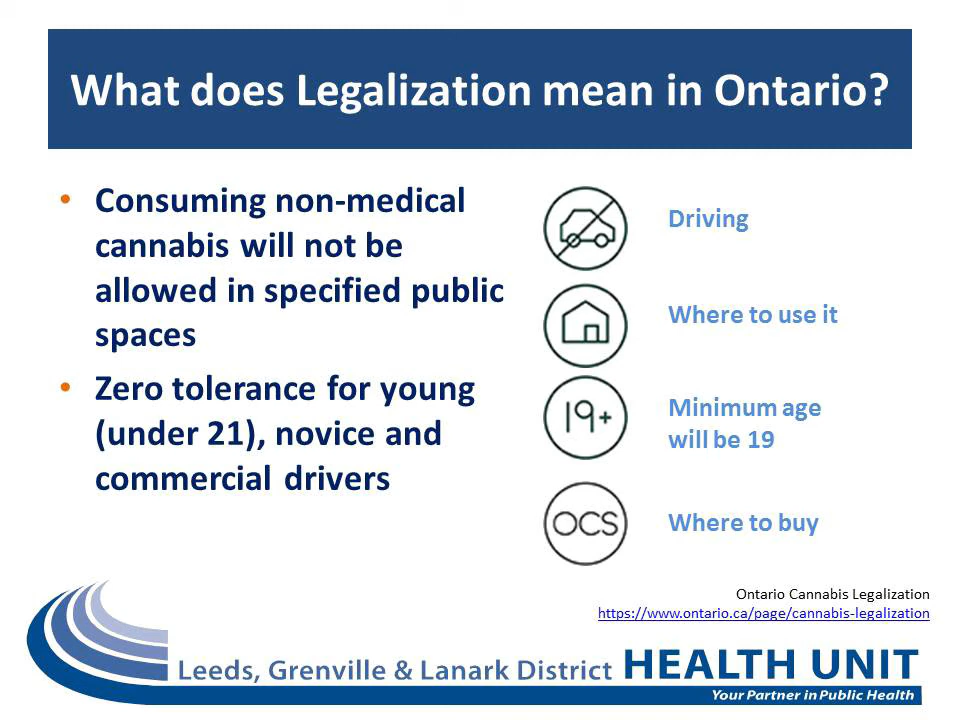 What does Legalization mean in Ontario?
• Consuming non-medical
cannabis will not be
allowed in specified public
spaces
• Zero tolerance for young
(under 21), novice and
commercial drivers
Driving
Where to use it
19+
Minimum age
will be 19
OCS
Where to buy
Ontario Cannabis Legalization
https://www.ontario.ca/page/cannabis-legalization
Leeds, Grenville & Lanark District HEALTH UNIT
Your Partner in Public Health